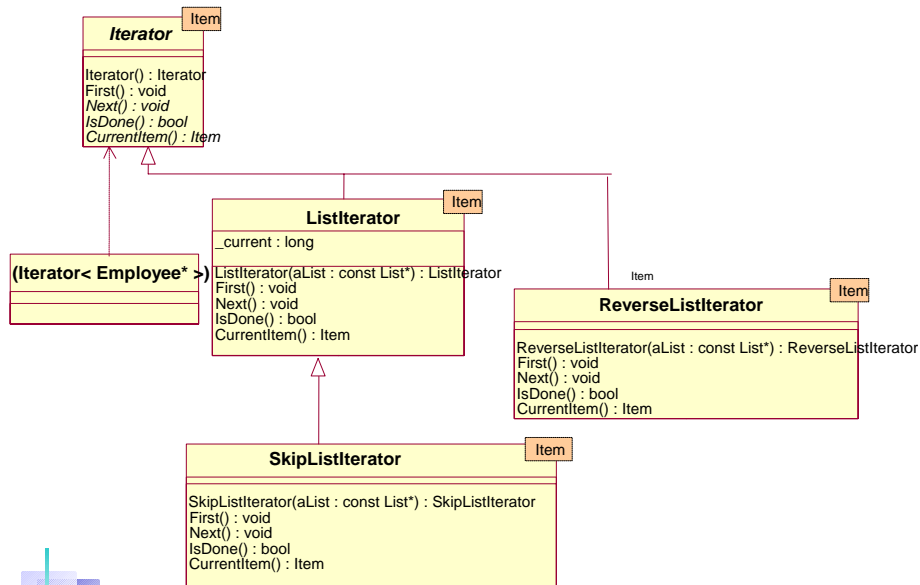 Item
Iterator
Iterator() : Iterator
First() : void
Next() : void
IsDone() : bool
CurrentItem() : Item
Item
ListIterator
_current : long
ListIterator(aList : const List*) : ListIterator
First() : void
Next() : void
IsDone() : bool
CurrentItem() : Item
(Iterator< Employee* >)
Item
Item
ReverseListIterator
ReverseListIterator(aList : const List*) : ReverseListIterator
First() : void
Next() : void
IsDone() : bool
CurrentItem() : Item
Item
SkipListIterator
SkipListIterator(aList : const List*) : SkipListIterator
First() : void
Next() : void
IsDone() : bool
CurrentItem() : Item